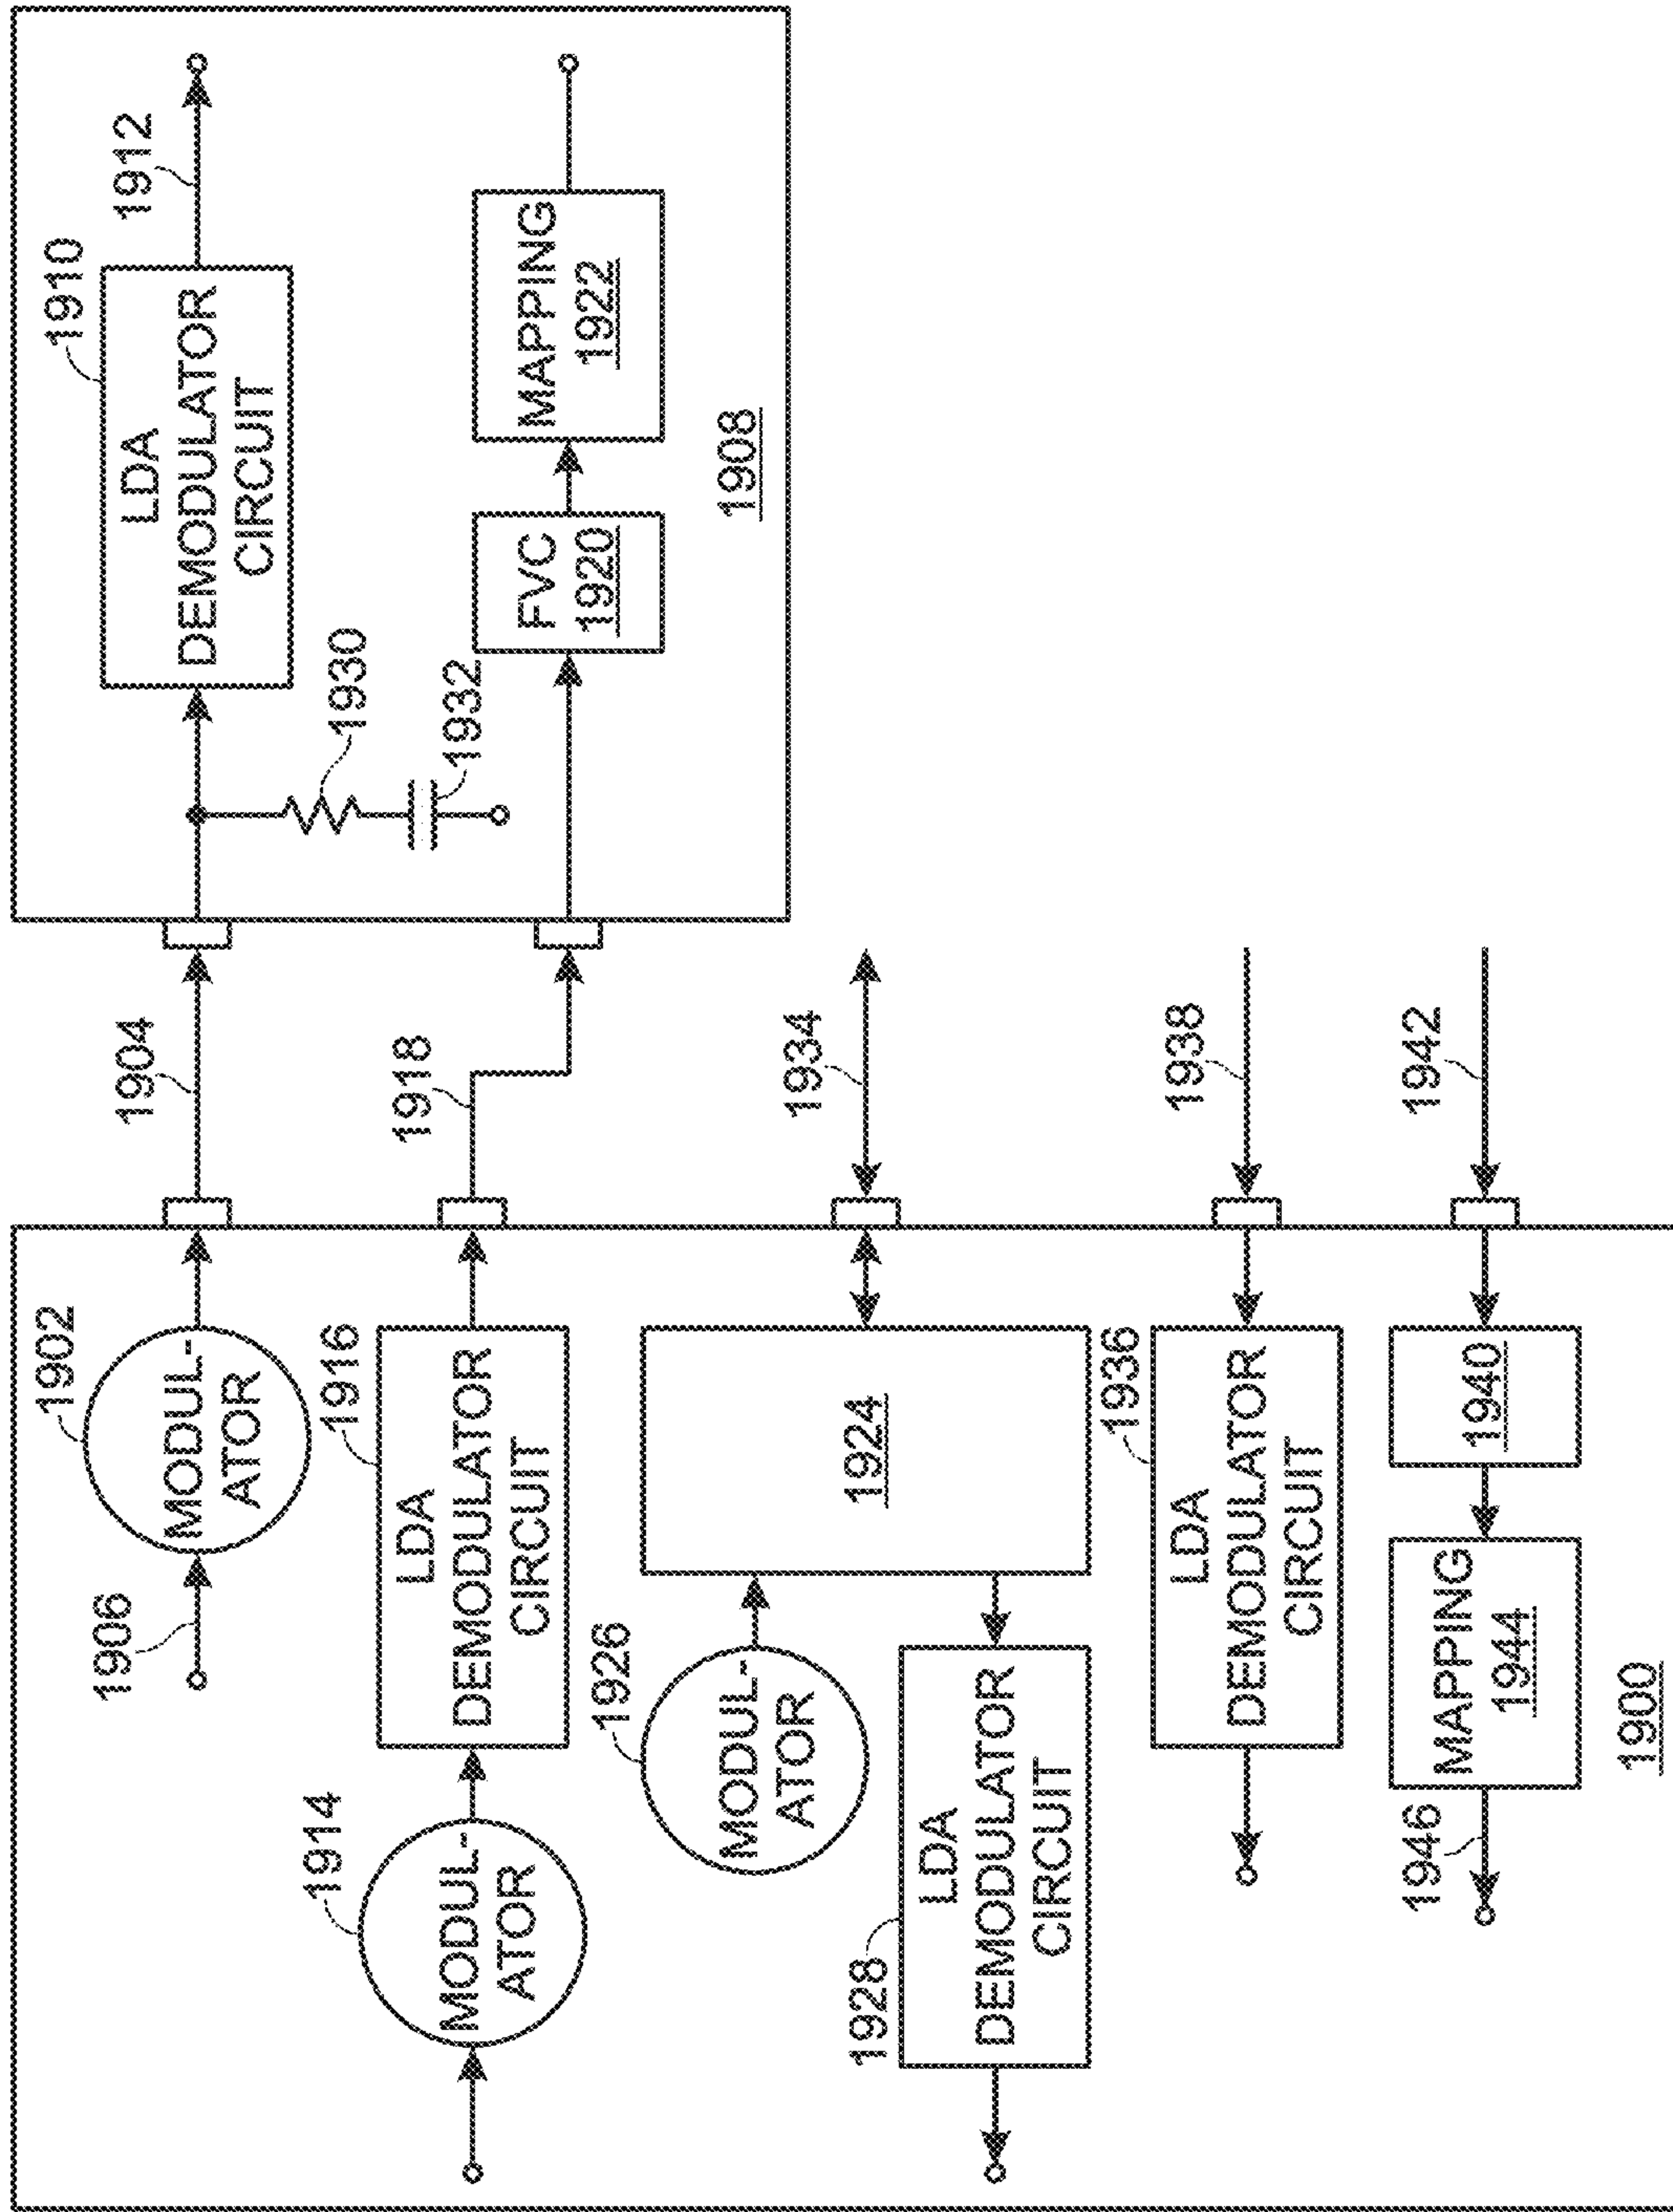 1902
MODUL-
ATOR
1906
1904
1910
LDA
DEMODULATOR
CIRCUIT
1912
1930
1932
1914
MODUL-
ATOR
1916
LDA
DEMODULATOR
CIRCUIT
1918
FVC
1920
MAPPING
1922
1908
1926
MODUL-
ATOR
1924
1934
1928
LDA
DEMODULATOR
CIRCUIT
1936
LDA
DEMODULATOR
CIRCUIT
1938
1946
MAPPING
1944
1940
1942
1900